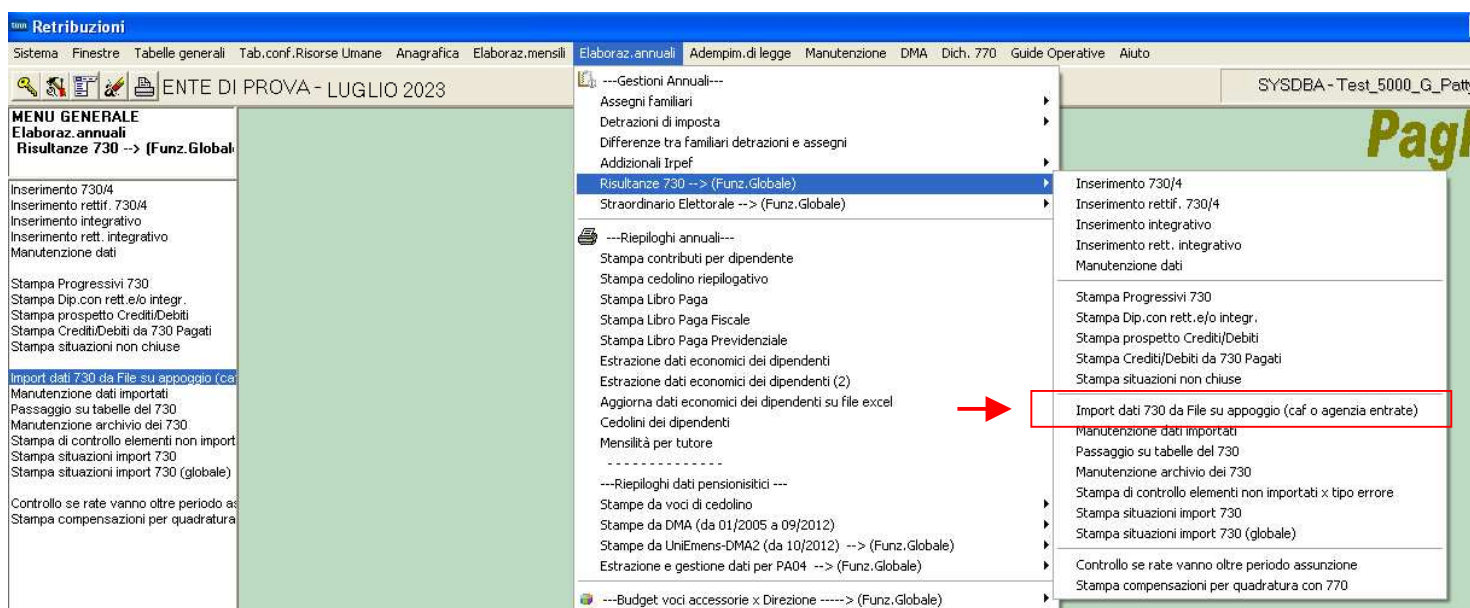 tinn Retribuzioni
Sistema Finestre Tabelle generali Tab.conf.Risorse Umane Anagrafica Elaboraz.mensili Elaboraz.annuali Adempim.di legge Manutenzione DMA Dich. 770 Guide Operative Aiuto
ENTE DI PROVA - LUGLIO 2023
SYSDBA - Test_5000_G_Patty
MENU GENERALE
Elaboraz.annuali
Risultanze 730 --> (Funz.Globale
Inserimento 730/4
Inserimento rettif. 730/4
Inserimento integrativo
Inserimento rett. integrativo
Manutenzione dati
Stampa Progressivi 730
Stampa Dip.con rett.e/o integr.
Stampa prospetto Crediti/Debiti
Stampa Crediti/Debiti da 730 Pagati
Stampa situazioni non chiuse
Import dati 730 da File su appoggio (caf
Manutenzione dati importati
Passaggio su tabelle del 730
Manutenzione archivio dei 730
Stampa di controllo elementi non import
Stampa situazioni import 730
Stampa situazioni import 730 (globale)
Controllo se rate vanno oltre periodo as
Stampa compensazioni per quadratura
---Gestioni Annuali---
Assegni familiari
Detrazioni di imposta
Differenze tra familiari detrazioni e assegni
Addizionali Irpef
Risultanze 730 --> (Funz.Globale)
Straordinario Elettorale --> (Funz.Globale)
---Riepiloghi annuali---
Stampa contributi per dipendente
Stampa cedolino riepilogativo
Stampa Libro Paga
Stampa Libro Paga Fiscale
Stampa Libro Paga Previdenziale
Estrazione dati economici dei dipendenti
Estrazione dati economici dei dipendenti (2)
Aggiorna dati economici dei dipendenti su file excel
Cedolini dei dipendenti
Mensilità per tutore
- - - - - - - - - - - - - -
---Riepiloghi dati pensionisitici ---
Stampe da voci di cedolino
Stampe da DMA (da 01/2005 a 09/2012)
Stampe da UniEmens-DMA2 (da 10/2012) --> (Funz.Globale)
Estrazione e gestione dati per PA04 --> (Funz.Globale)
---Budget voci accessorie x Direzione -----> (Funz.Globale)
Pagh
Inserimento 730/4
Inserimento rettif. 730/4
Inserimento integrativo
Inserimento rett. integrativo
Manutenzione dati
Stampa Progressivi 730
Stampa Dip.con rett.e/o integr.
Stampa prospetto Crediti/Debiti
Stampa Crediti/Debiti da 730 Pagati
Stampa situazioni non chiuse
Import dati 730 da File su appoggio (caf o agenzia entrate)
Manutenzione dati importati
Passaggio su tabelle del 730
Manutenzione archivio dei 730
Stampa di controllo elementi non importati x tipo errore
Stampa situazioni import 730
Stampa situazioni import 730 (globale)
Controllo se rate vanno oltre periodo assunzione
Stampa compensazioni per quadratura con 770